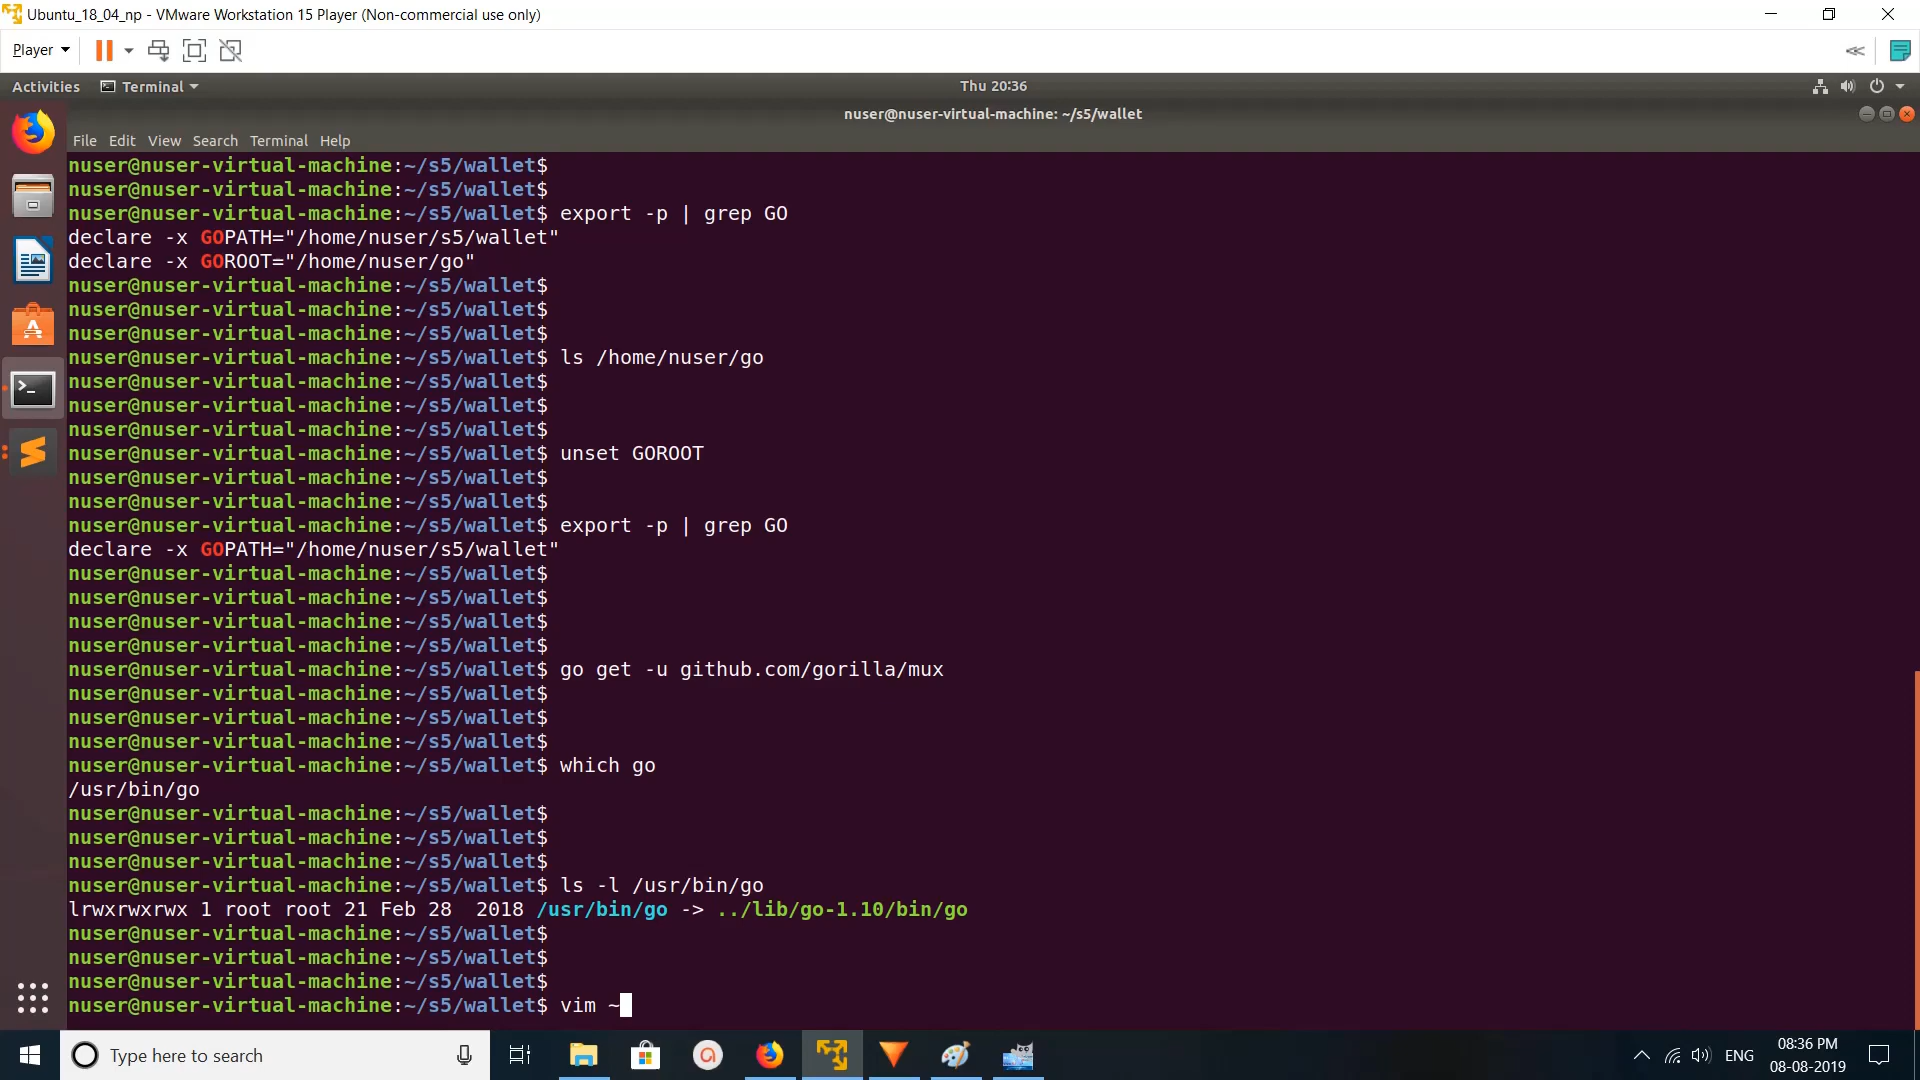 Ubuntu_18_04_np - VMware Workstation 15 Player (Non-commercial use only)
Player
Activities Terminal Thu 20:36
nuser@nuser-virtual-machine: ~/s5/wallet
File Edit View Search Terminal Help
nuser@nuser-virtual-machine:~/s5/wallet$
nuser@nuser-virtual-machine:~/s5/wallet$
nuser@nuser-virtual-machine:~/s5/wallet$ export -p | grep GO
declare -x GOPATH="/home/nuser/s5/wallet"
declare -x GOROOT="/home/nuser/go"
nuser@nuser-virtual-machine:~/s5/wallet$
nuser@nuser-virtual-machine:~/s5/wallet$
nuser@nuser-virtual-machine:~/s5/wallet$
nuser@nuser-virtual-machine:~/s5/wallet$ ls /home/nuser/go
nuser@nuser-virtual-machine:~/s5/wallet$
nuser@nuser-virtual-machine:~/s5/wallet$
nuser@nuser-virtual-machine:~/s5/wallet$
nuser@nuser-virtual-machine:~/s5/wallet$ unset GOROOT
nuser@nuser-virtual-machine:~/s5/wallet$
nuser@nuser-virtual-machine:~/s5/wallet$
nuser@nuser-virtual-machine:~/s5/wallet$ export -p | grep GO
declare -x GOPATH="/home/nuser/s5/wallet"
nuser@nuser-virtual-machine:~/s5/wallet$
nuser@nuser-virtual-machine:~/s5/wallet$
nuser@nuser-virtual-machine:~/s5/wallet$
nuser@nuser-virtual-machine:~/s5/wallet$
nuser@nuser-virtual-machine:~/s5/wallet$ go get -u github.com/gorilla/mux
nuser@nuser-virtual-machine:~/s5/wallet$
nuser@nuser-virtual-machine:~/s5/wallet$
nuser@nuser-virtual-machine:~/s5/wallet$
nuser@nuser-virtual-machine:~/s5/wallet$ which go
/usr/bin/go
nuser@nuser-virtual-machine:~/s5/wallet$
nuser@nuser-virtual-machine:~/s5/wallet$
nuser@nuser-virtual-machine:~/s5/wallet$
nuser@nuser-virtual-machine:~/s5/wallet$ ls -l /usr/bin/go
lrwxrwxrwx 1 root root 21 Feb 28  2018 /usr/bin/go -> ../lib/go-1.10/bin/go
nuser@nuser-virtual-machine:~/s5/wallet$
nuser@nuser-virtual-machine:~/s5/wallet$
nuser@nuser-virtual-machine:~/s5/wallet$
nuser@nuser-virtual-machine:~/s5/wallet$ vim ~
Type here to search
ENG
08:36 PM
08-08-2019